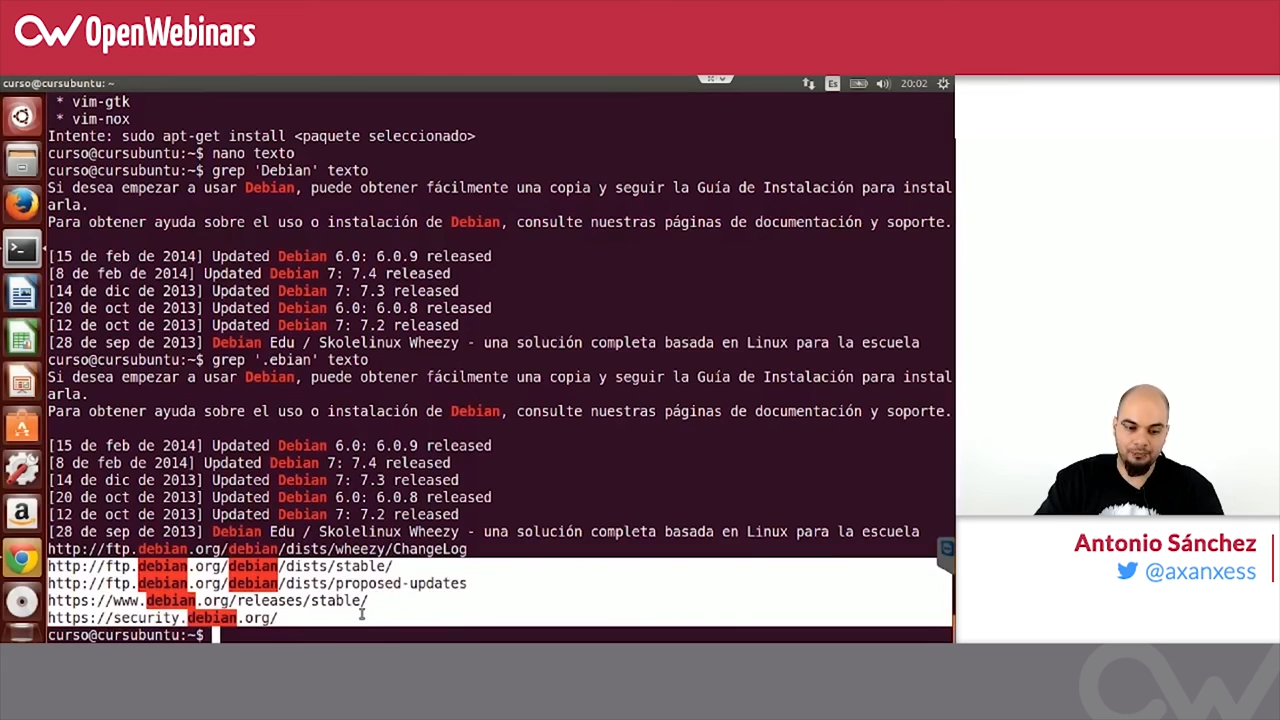 OpenWebinars
curso@cursubuntu: ~
Es
20:02
* vim-gtk
* vim-nox
Intente: sudo apt-get install <paquete seleccionado>
curso@cursubuntu:~$ nano texto
curso@cursubuntu:~$ grep 'Debian' texto
Si desea empezar a usar Debian, puede obtener fácilmente una copia y seguir la Guía de Instalación para instal
arla.
Para obtener ayuda sobre el uso o instalación de Debian, consulte nuestras páginas de documentación y soporte.
[15 de feb de 2014] Updated Debian 6.0: 6.0.9 released
[8 de feb de 2014] Updated Debian 7: 7.4 released
[14 de dic de 2013] Updated Debian 7: 7.3 released
[20 de oct de 2013] Updated Debian 6.0: 6.0.8 released
[12 de oct de 2013] Updated Debian 7: 7.2 released
[28 de sep de 2013] Debian Edu / Skolelinux Wheezy - una solución completa basada en Linux para la escuela
curso@cursubuntu:~$ grep '.ebian' texto
Si desea empezar a usar Debian, puede obtener fácilmente una copia y seguir la Guía de Instalación para instal
arla.
Para obtener ayuda sobre el uso o instalación de Debian, consulte nuestras páginas de documentación y soporte.
[15 de feb de 2014] Updated Debian 6.0: 6.0.9 released
[8 de feb de 2014] Updated Debian 7: 7.4 released
[14 de dic de 2013] Updated Debian 7: 7.3 released
[20 de oct de 2013] Updated Debian 6.0: 6.0.8 released
[12 de oct de 2013] Updated Debian 7: 7.2 released
[28 de sep de 2013] Debian Edu / Skolelinux Wheezy - una solución completa basada en Linux para la escuela
http://ftp.debian.org/debian/dists/wheezy/ChangeLog
http://ftp.debian.org/debian/dists/stable/
http://ftp.debian.org/debian/dists/proposed-updates
https://www.debian.org/releases/stable/
https://security.debian.org/
curso@cursubuntu:~$
Antonio Sánchez
@axanxess